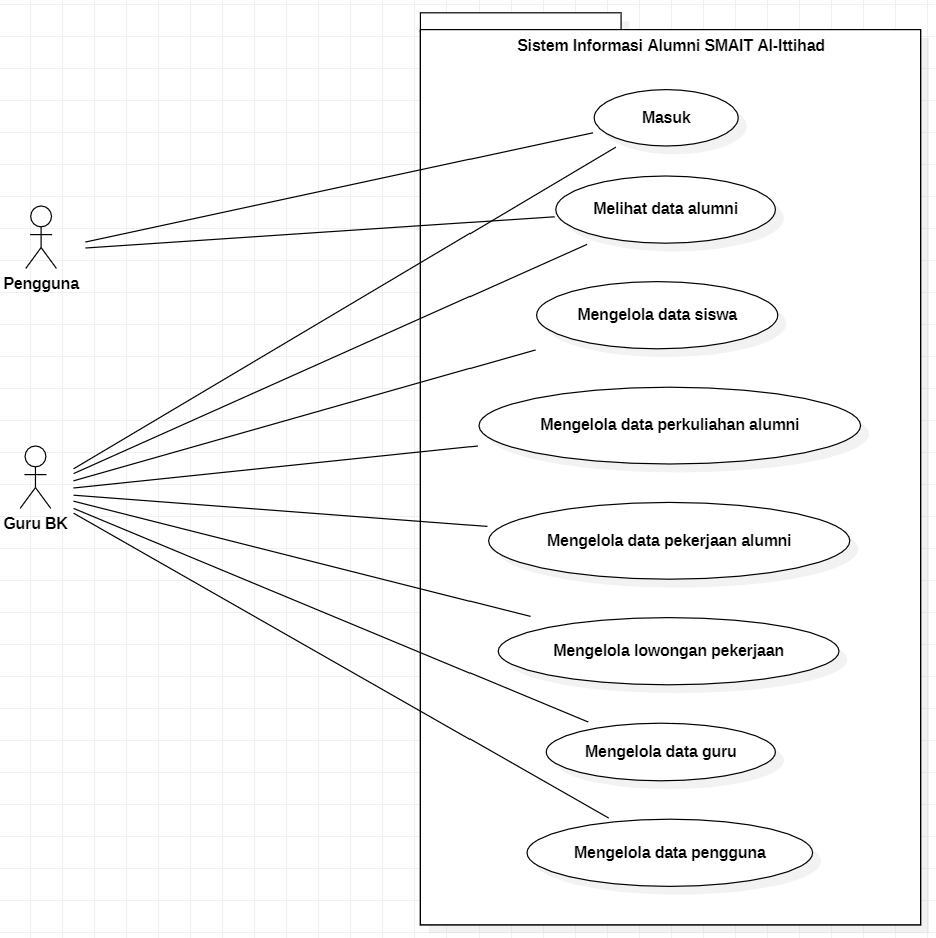 Sistem Informasi Alumni SMAIT Al-Ittihad
Masuk
Melihat data alumni
Pengguna
Mengelola data siswa
Mengelola data perkuliahan alumni
Guru BK
Mengelola data pekerjaan alumni
Mengelola lowongan pekerjaan
Mengelola data guru
Mengelola data pengguna